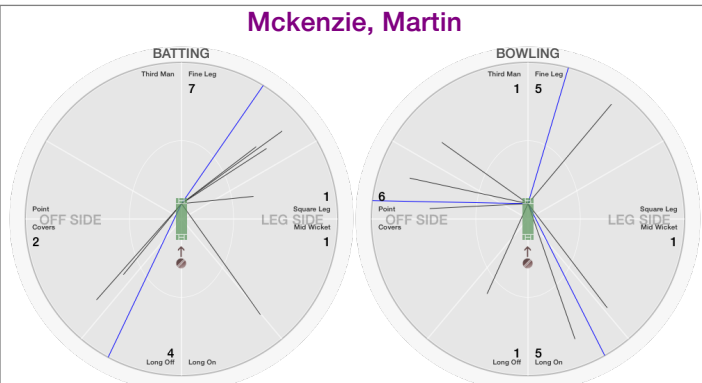 Mckenzie, Martin
BATTING
Third Man
Fine Leg
7
1
Point
Square Leg
OFF SIDE
LEG SIDE
Covers
Mid Wicket
2
1
4
Long Off
Long On
BOWLING
Third Man
Fine Leg
1
5
6
Point
Square Leg
OFF SIDE
LEG SIDE
Covers
Mid Wicket
1
1
5
Long Off
Long On